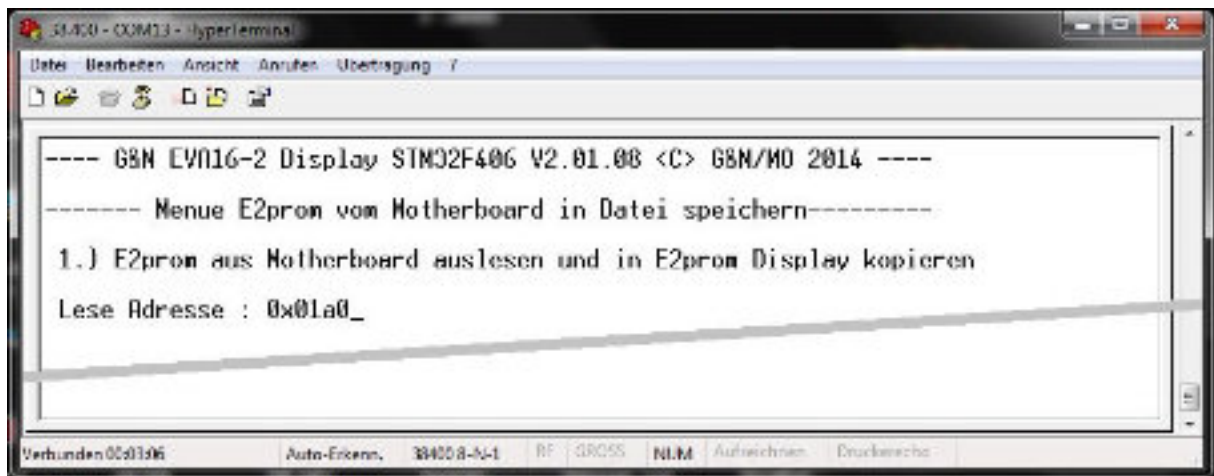 38400 - COM13 - HyperTerminal
Datei Bearbeiten Ansicht Anrufen Übertragung ?
---- G&N EVA16-2 Display STM32F406 V2.01.08 <C> G&N/MO 2014 ----
------- Menue E2prom vom Motherboard in Datei speichern---------
1.) E2prom aus Motherboard auslesen und in E2prom Display kopieren
Lese Adresse : 0x01a0_
Verbunden 00:03:06 Auto-Erkenn. 38400 8-N-1 RF GROSS NUM Aufzeichnen Druckerecho